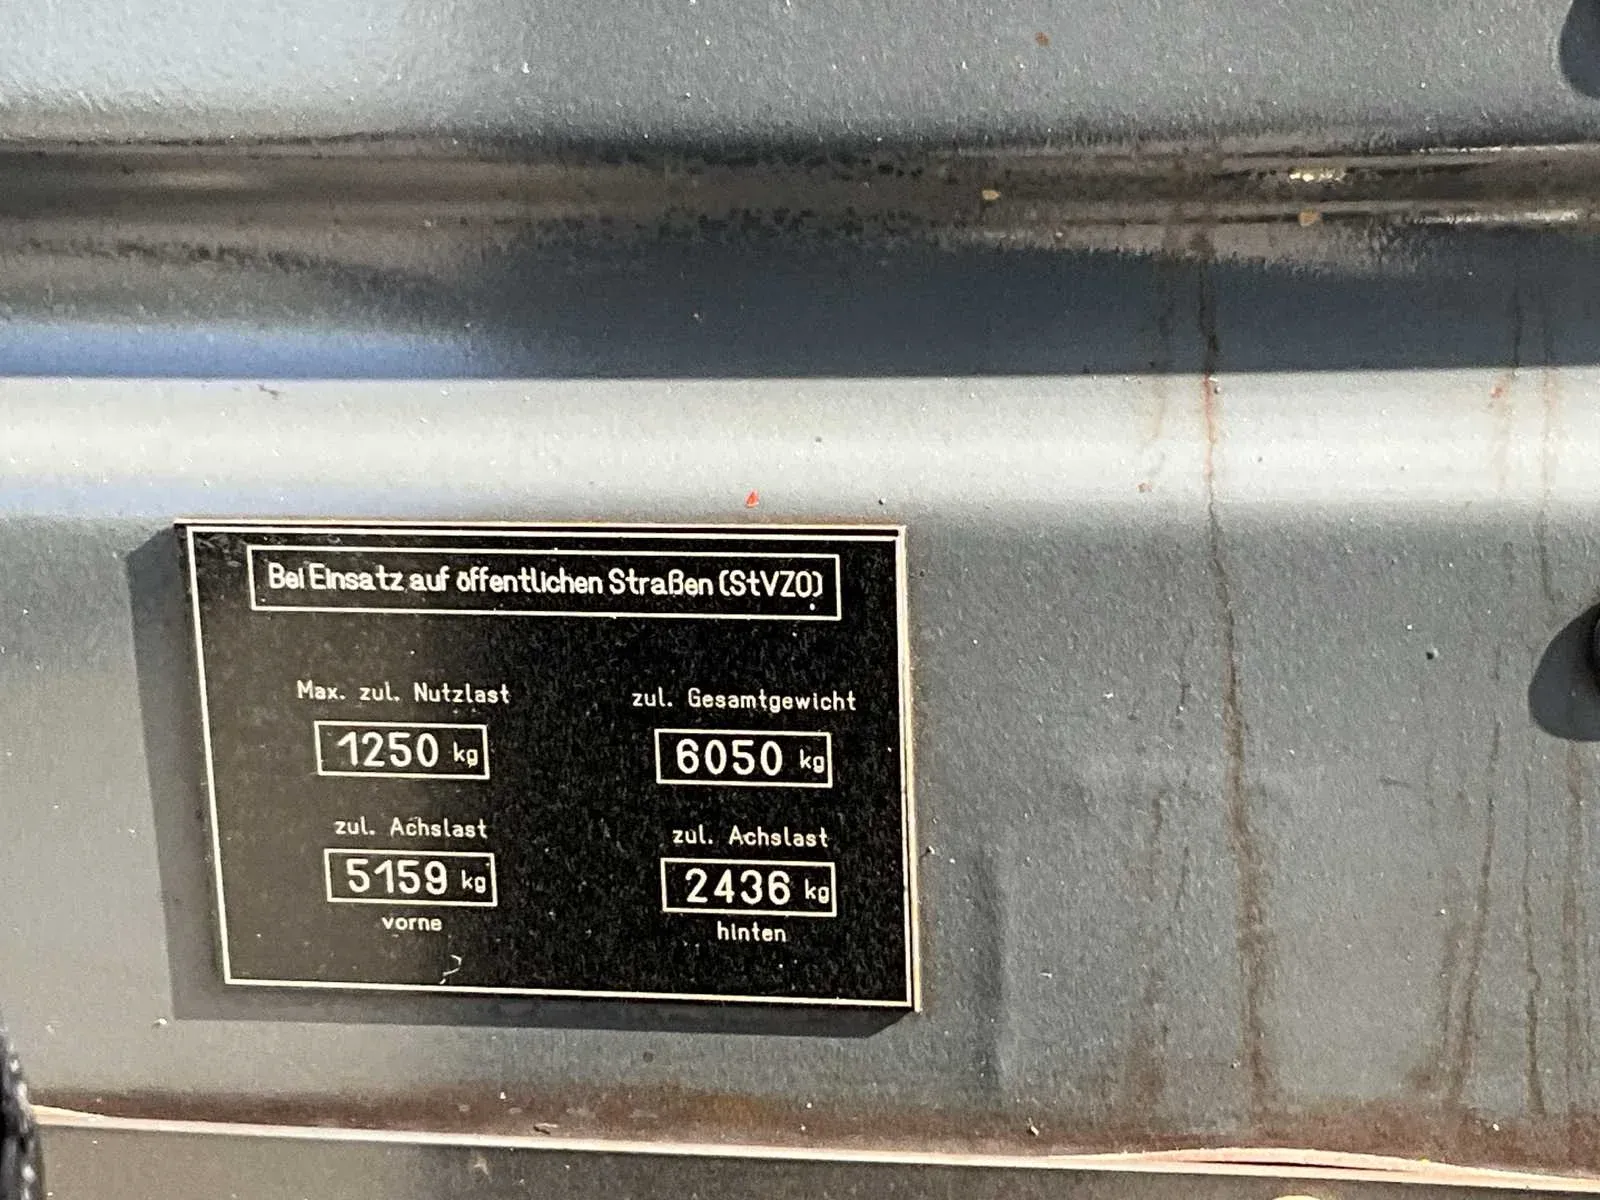 Bei Einsatz auf öffentlichen Straßen (StVZO)
Max. zul. Nutzlast
zul. Gesamtgewicht
1250 kg
6050 kg
zul. Achslast
zul. Achslast
5159 kg
2436 kg
vorne
hinten